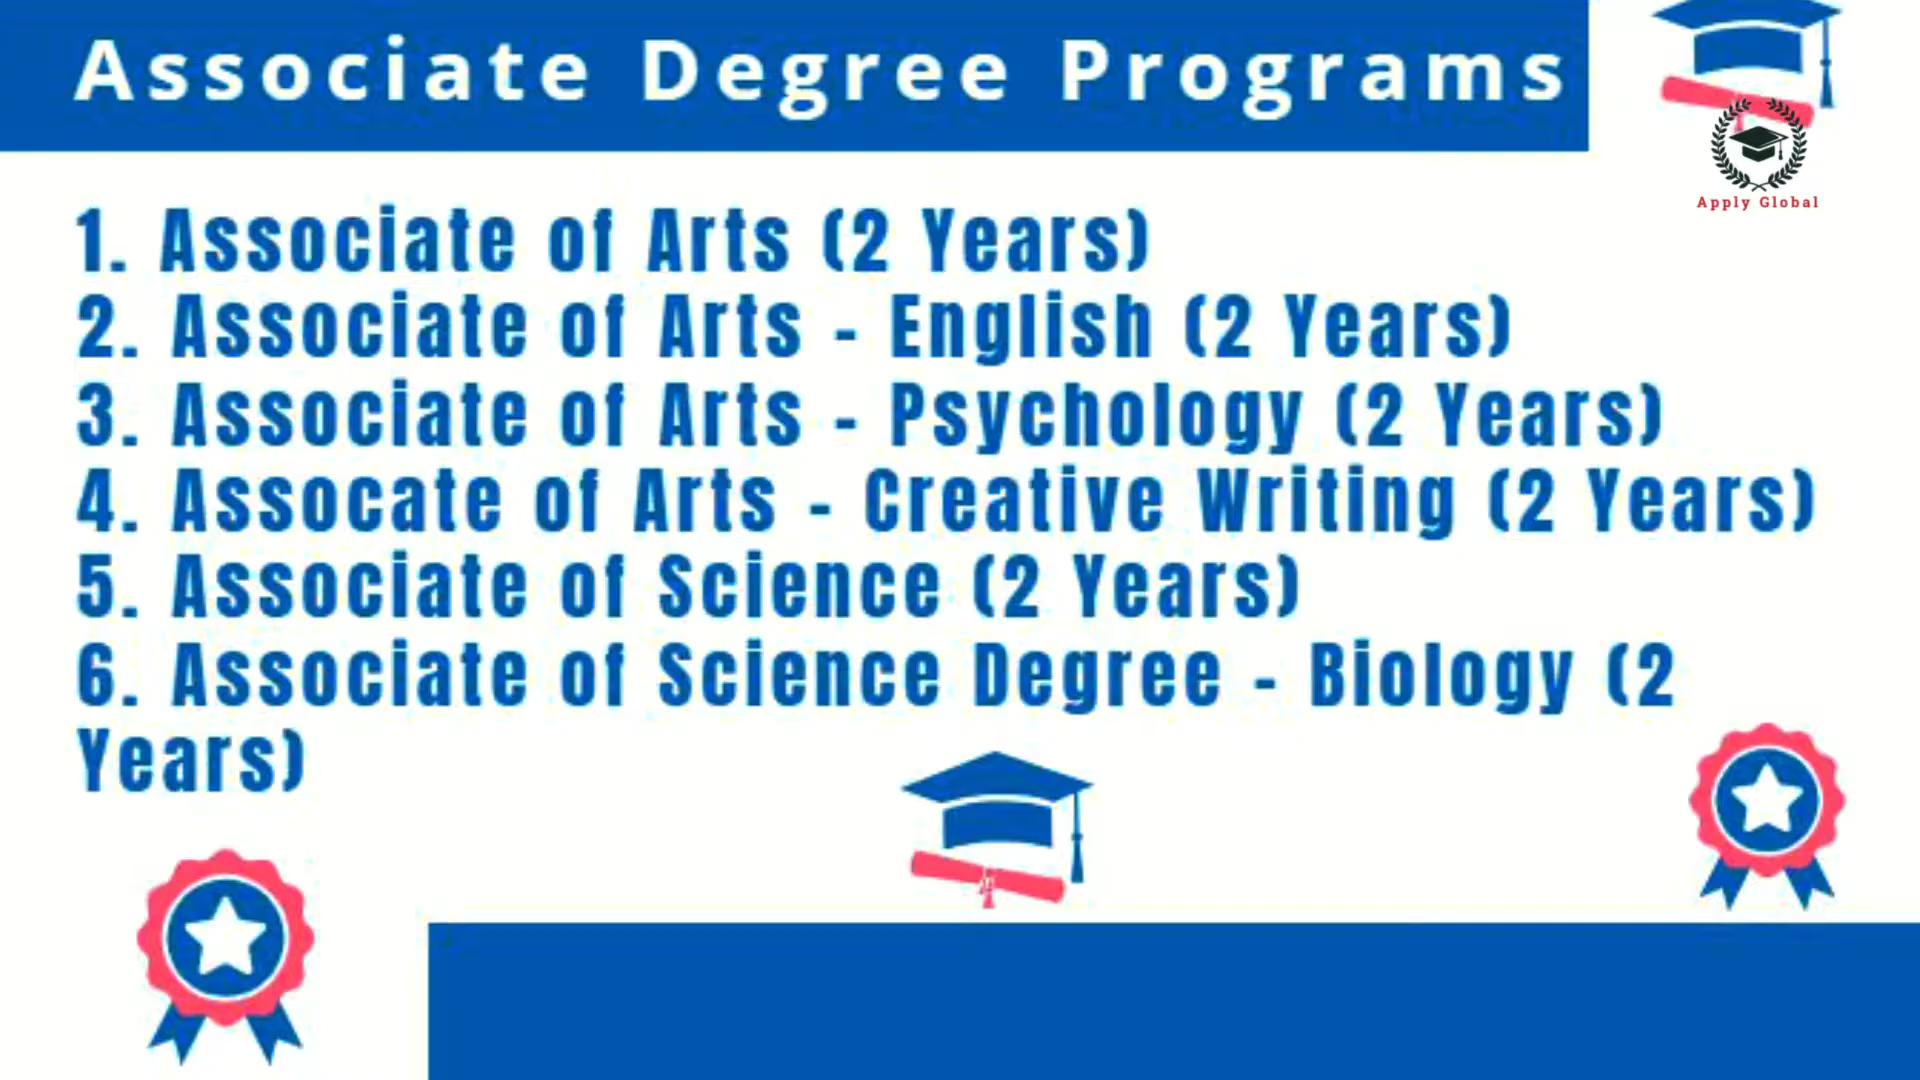 Associate Degree Programs
Apply Global
1. Associate of Arts (2 Years)
2. Associate of Arts - English (2 Years)
3. Associate of Arts - Psychology (2 Years)
4. Assocate of Arts - Creative Writing (2 Years)
5. Associate of Science (2 Years)
6. Associate of Science Degree - Biology (2
Years)